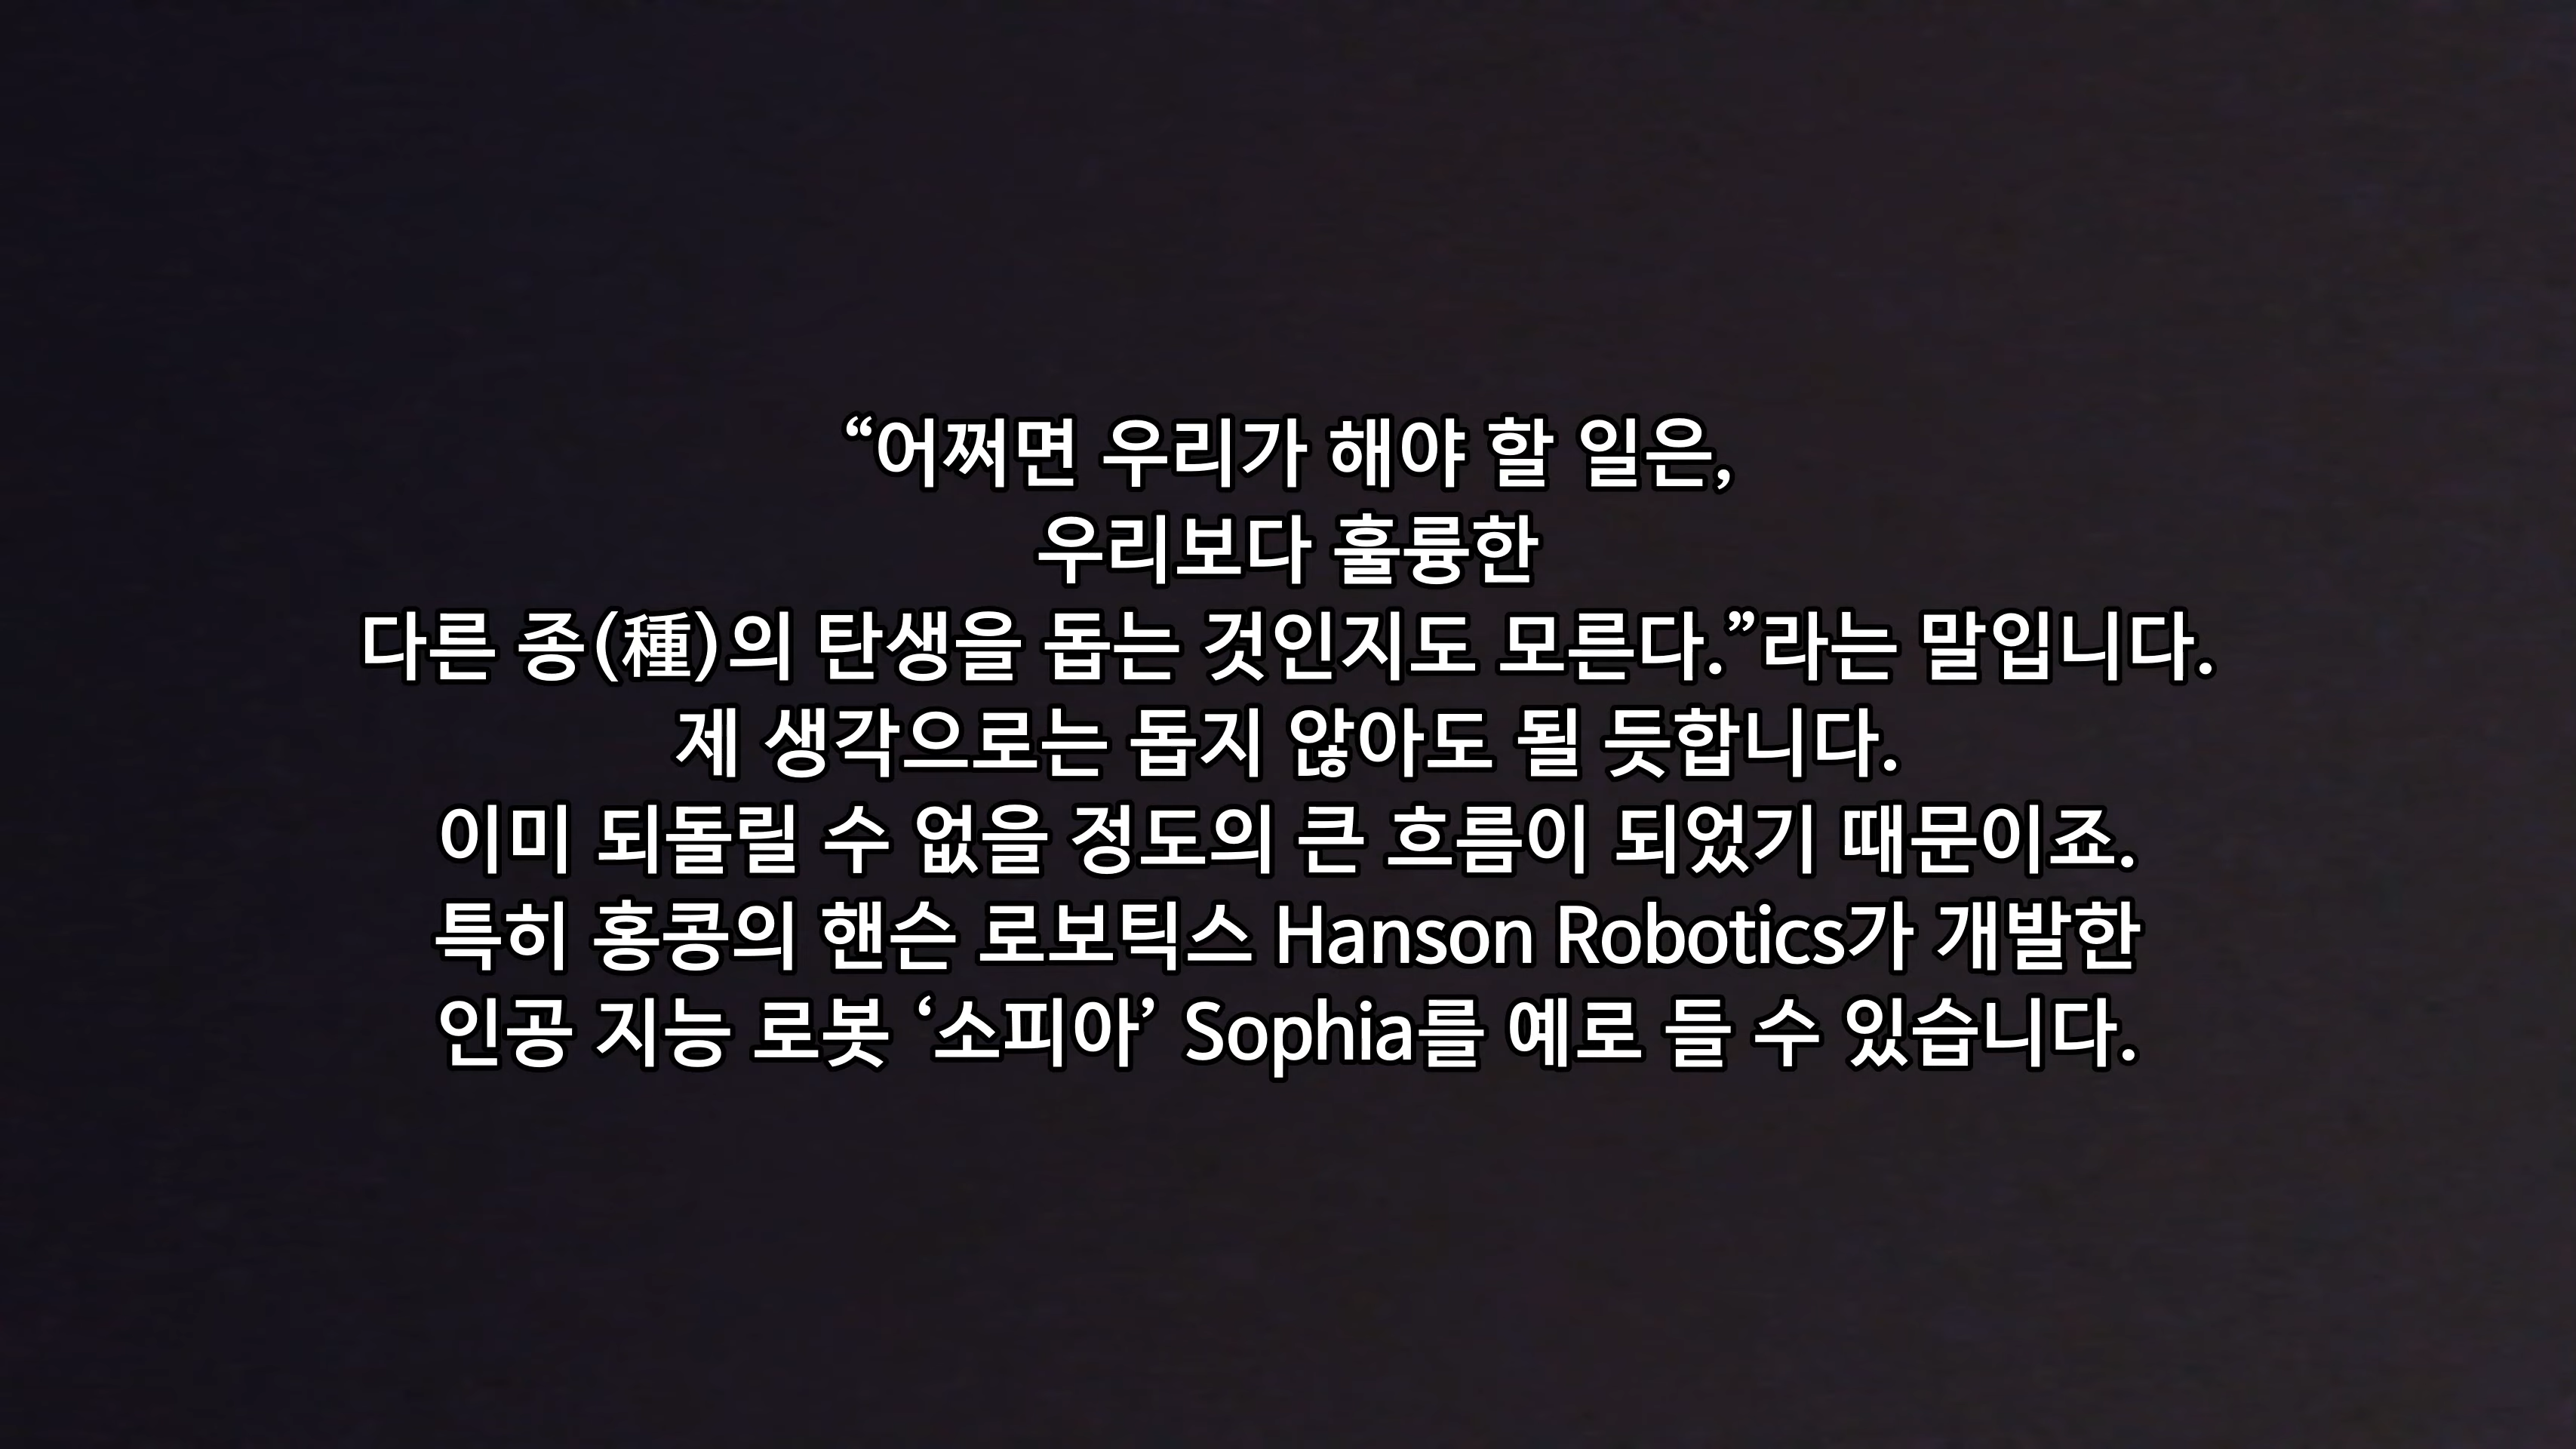 “어쩌면 우리가 해야 할 일은,
우리보다 훌륭한
다른 종(種)의 탄생을 돕는 것인지도 모른다.”라는 말입니다.
제 생각으로는 돕지 않아도 될 듯합니다.
이미 되돌릴 수 없을 정도의 큰 흐름이 되었기 때문이죠.
특히 홍콩의 핸슨 로보틱스 Hanson Robotics가 개발한
인공 지능 로봇 ‘소피아’ Sophia를 예로 들 수 있습니다.